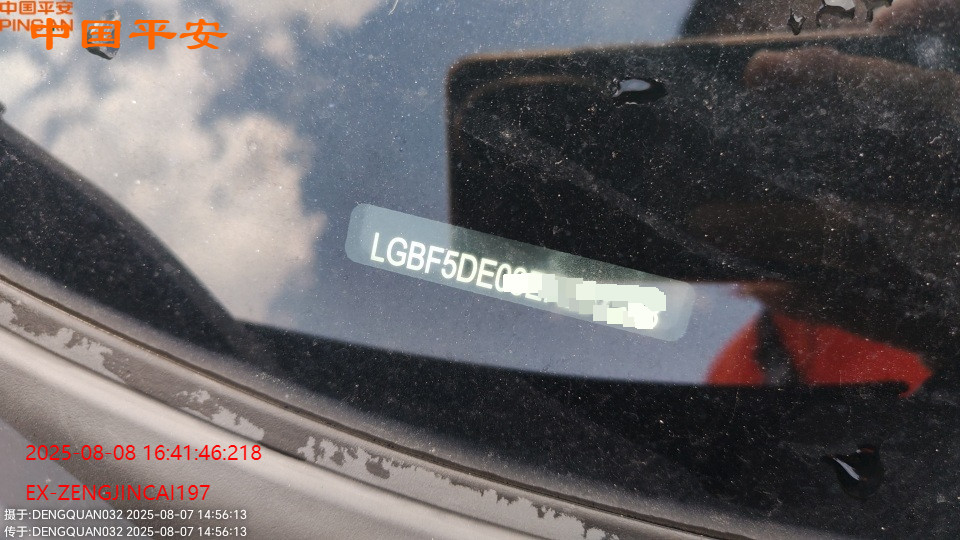 中国平安
PINGAN
中国平安
LGBF5DE0
2025-08-08 16:41:46:218
EX-ZENGJINCAI197
摄于:DENGQUAN032 2025-08-07 14:56:13
传于:DENGQUAN032 2025-08-07 14:56:13